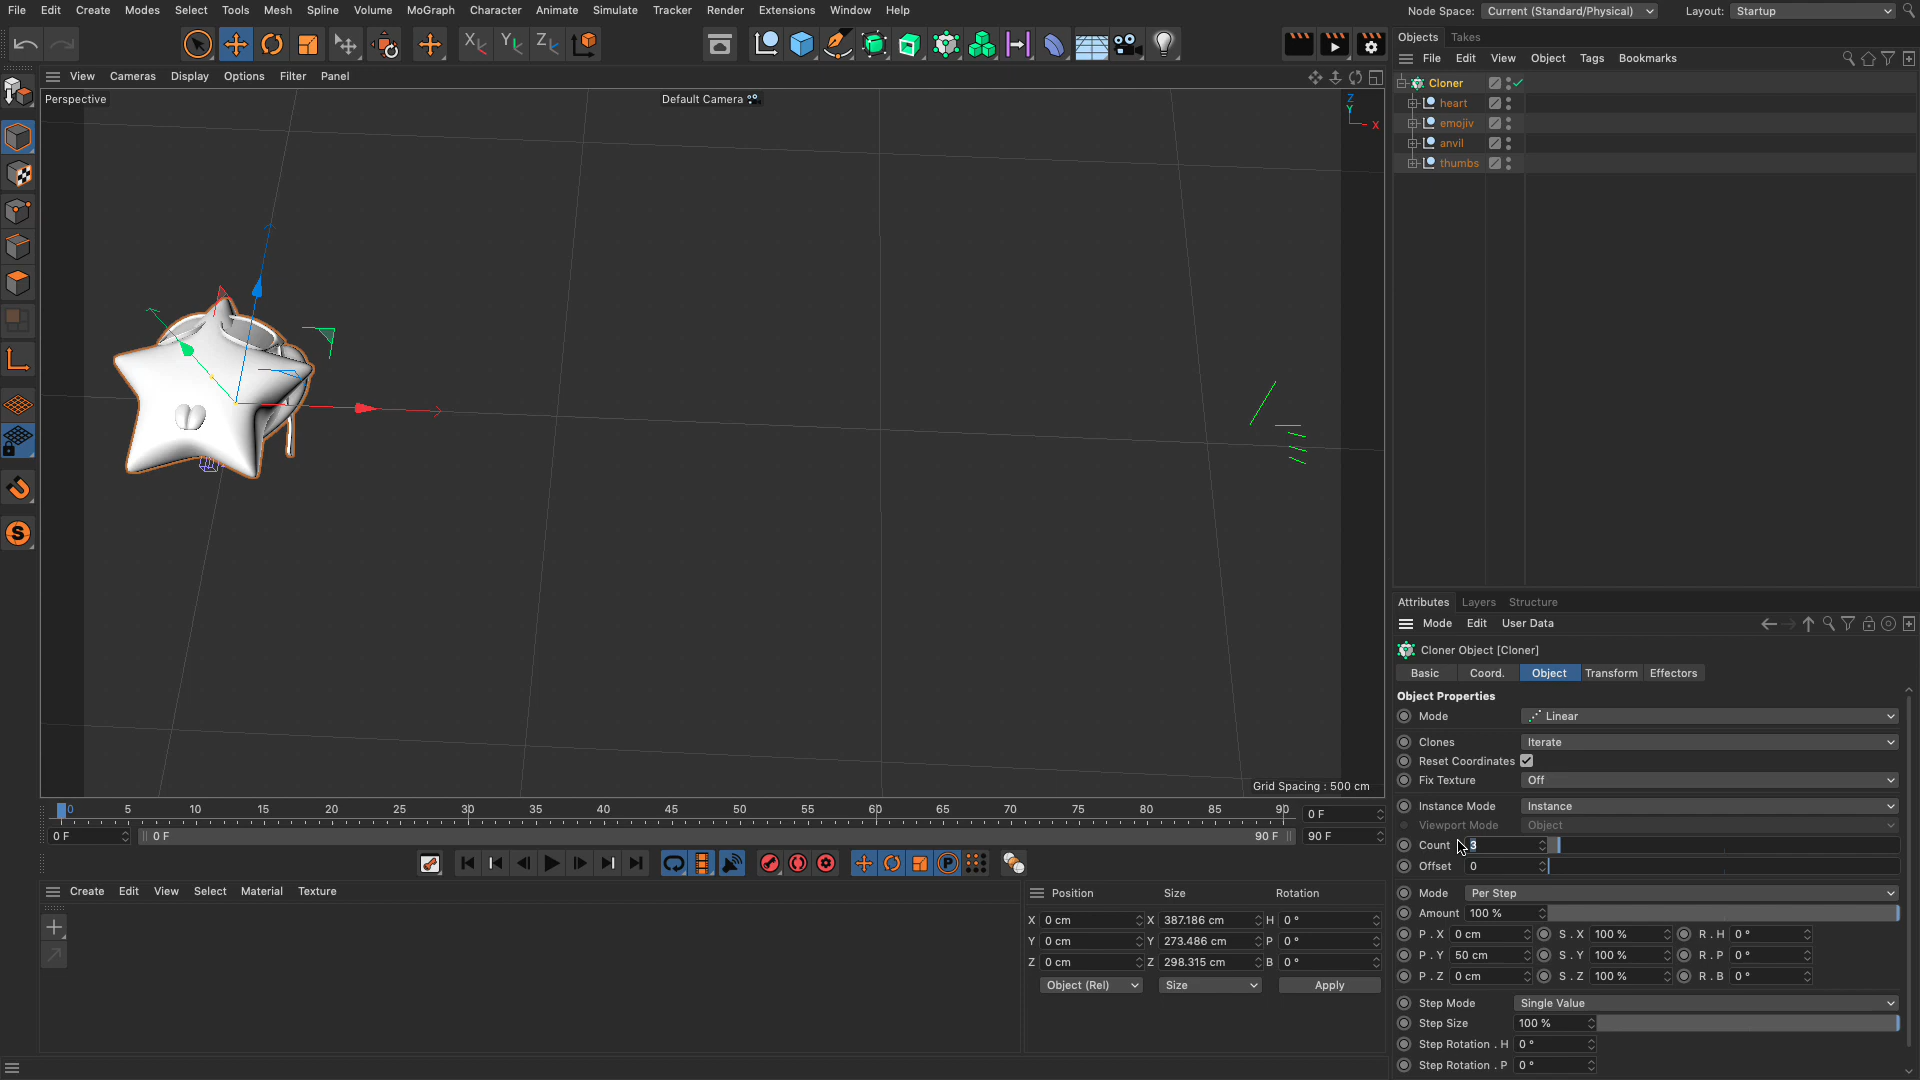 File Edit Create Modes Select Tools Mesh Spline Volume MoGraph Character Animate Simulate Tracker Render Extensions Window Help
Node Space: Current (Standard/Physical) Layout: Startup
X Y Z
Objects Takes
File Edit View Object Tags Bookmarks
View Cameras Display Options Filter Panel
Perspective
Default Camera
Z
Y
X
Cloner
heart
emojiv
anvil
thumbs
Grid Spacing : 500 cm
0 5 10 15 20 25 30 35 40 45 50 55 60 65 70 75 80 85 90 0 F
0 F 0 F 90 F 90 F
Create Edit View Select Material Texture
Position Size Rotation
X 0 cm X 387.186 cm H 0 °
Y 0 cm Y 273.486 cm P 0 °
Z 0 cm Z 298.315 cm B 0 °
Object (Rel) Size Apply
Attributes Layers Structure
Mode Edit User Data
Cloner Object [Cloner]
Basic Coord. Object Transform Effectors
Object Properties
Mode Linear
Clones Iterate
Reset Coordinates
Fix Texture Off
Instance Mode Instance
Viewport Mode Object
Count 3
Offset 0
Mode Per Step
Amount 100 %
P . X 0 cm S . X 100 % R . H 0 °
P . Y 50 cm S . Y 100 % R . P 0 °
P . Z 0 cm S . Z 100 % R . B 0 °
Step Mode Single Value
Step Size 100 %
Step Rotation . H 0 °
Step Rotation . P 0 °